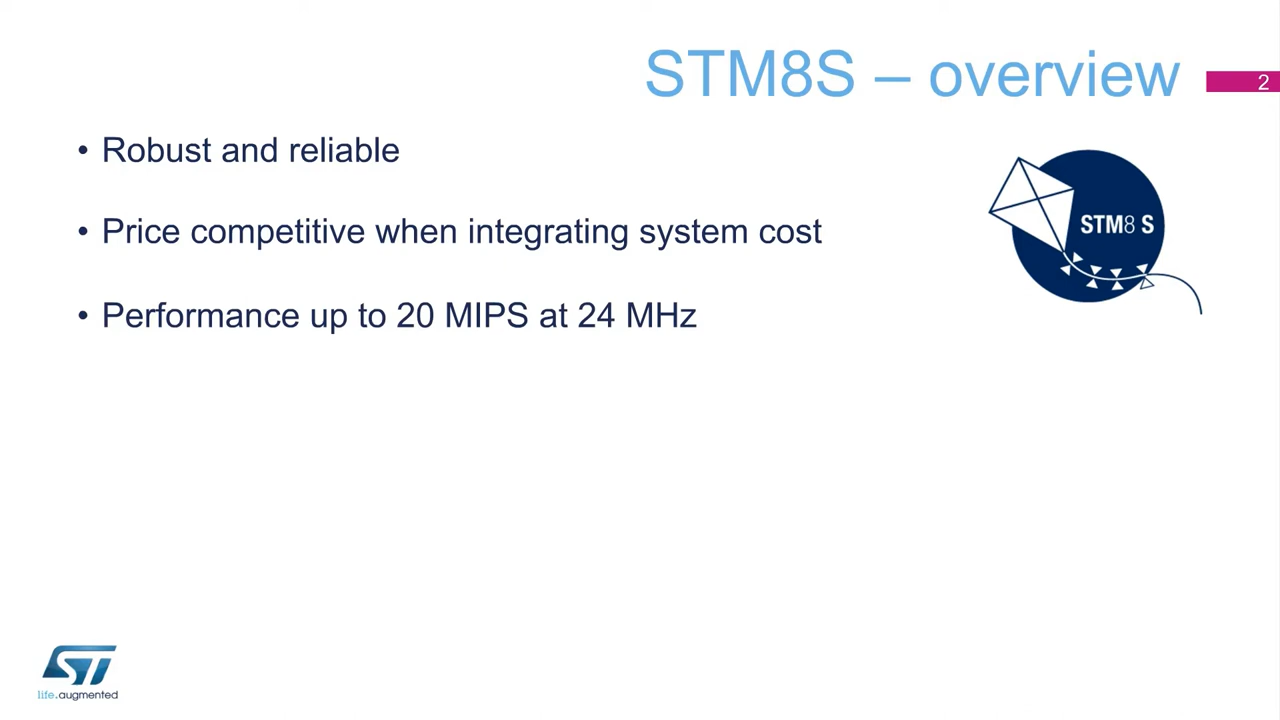 STM8S – overview
2
• Robust and reliable
• Price competitive when integrating system cost
• Performance up to 20 MIPS at 24 MHz
STM8 S
ST
life.augmented